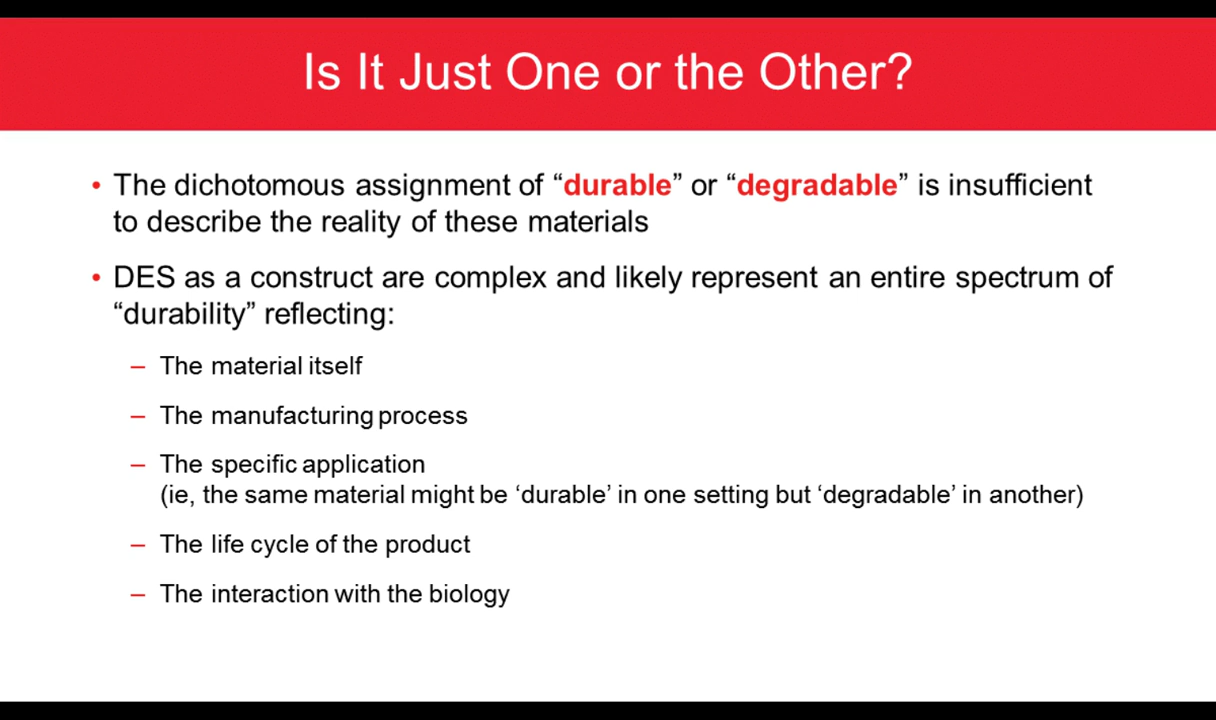 Is It Just One or the Other?
• The dichotomous assignment of “durable” or “degradable” is insufficient
to describe the reality of these materials
• DES as a construct are complex and likely represent an entire spectrum of
“durability” reflecting:
– The material itself
– The manufacturing process
– The specific application
(ie, the same material might be ‘durable’ in one setting but ‘degradable’ in another)
– The life cycle of the product
– The interaction with the biology